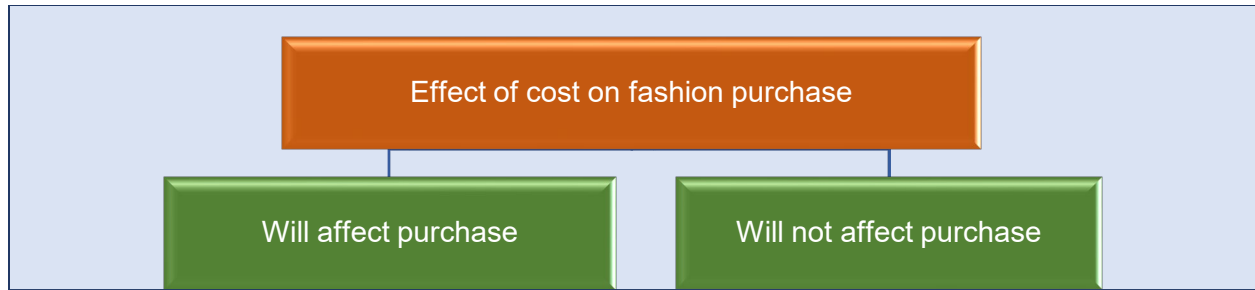 Effect of cost on fashion purchase
Will affect purchase
Will not affect purchase